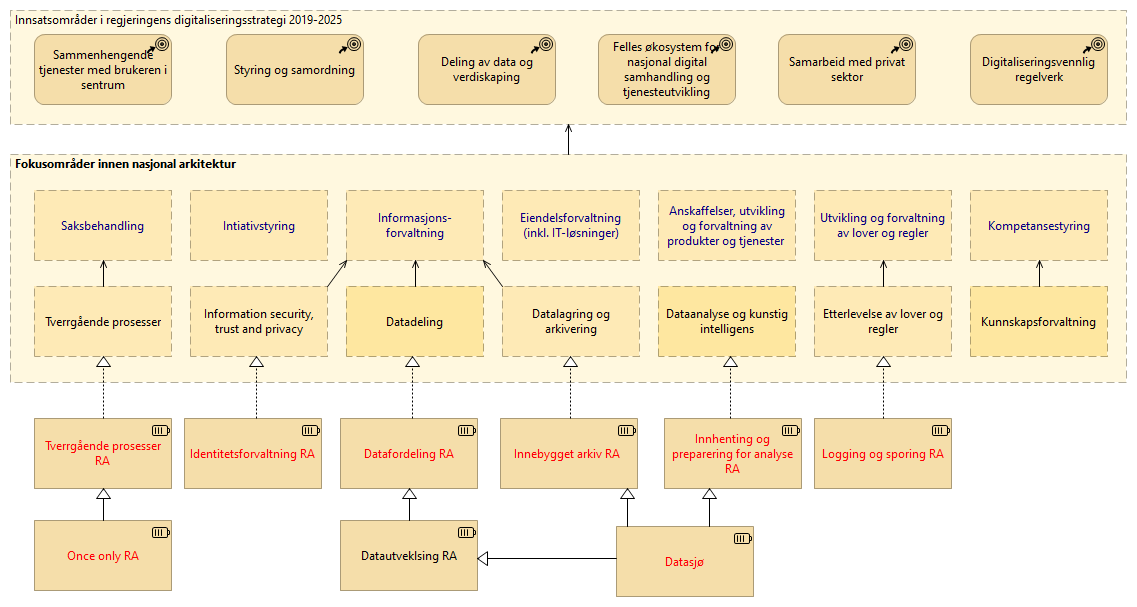 Innsatsområder i regjeringens digitaliseringsstrategi 2019-2025
Sammenhengende
tjenester med brukeren i
sentrum
Styring og samordning
Deling av data og
verdiskaping
Felles økosystem for
nasjonal digital
samhandling og
tjenesteutvikling
Samarbeid med privat
sektor
Digitaliseringsvennlig
regelverk
Fokusområder innen nasjonal arkitektur
Saksbehandling
Intiativstyring
Informasjons-
forvaltning
Eiendelsforvaltning
(inkl. IT-løsninger)
Anskaffelser, utvikling
og forvaltning av
produkter og tjenester
Utvikling og forvaltning
av lover og regler
Kompetansestyring
Tverrgående prosesser
Information security,
trust and privacy
Datadeling
Datalagring og
arkivering
Dataanalyse og kunstig
intelligens
Etterlevelse av lover og
regler
Kunnskapsforvaltning
Tverrgående prosesser
RA
Identitetsforvaltning RA
Datafordeling RA
Innebygget arkiv RA
Innhenting og
preparering for analyse
RA
Logging og sporing RA
Once only RA
Datautveklsing RA
Datasjø